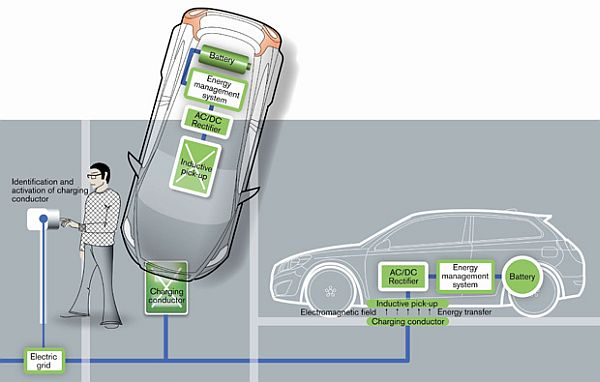 Battery
Energy
management
system
AC/DC
Rectifier
Inductive
pick-up
Identification and
activation of charging
conductor
Charging
conductor
Electric
grid
AC/DC
Rectifier
Energy
management
system
Battery
Inductive pick-up
Electromagnetic field
Energy transfer
Charging conductor